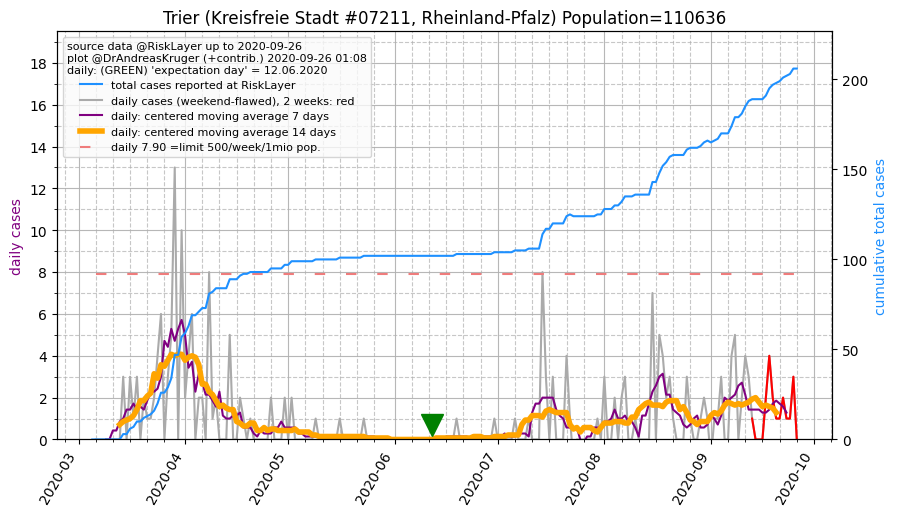 Trier (Kreisfreie Stadt #07211, Rheinland-Pfalz) Population=110636
source data @RiskLayer up to 2020-09-26
plot @DrAndreasKruger (+contrib.) 2020-09-26 01:08
daily: (GREEN) 'expectation day' = 12.06.2020
total cases reported at RiskLayer
daily cases (weekend-flawed), 2 weeks: red
daily: centered moving average 7 days
daily: centered moving average 14 days
daily 7.90 =limit 500/week/1mio pop.
daily cases
18
16
14
12
10
8
6
4
2
0
200
150
100
50
0
cumulative total cases
2020-03
2020-04
2020-05
2020-06
2020-07
2020-08
2020-09
2020-10